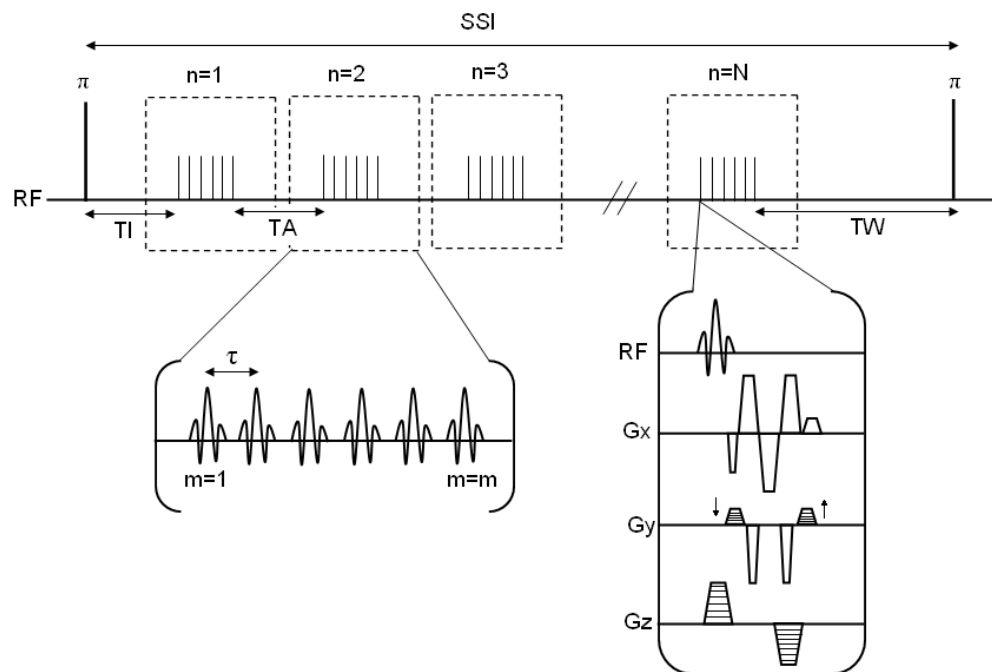 SSI
n=1
n=2
n=3
n=N
π
π
RF
TI
TA
TW
τ
m=1
m=m
RF
Gx
Gy
Gz